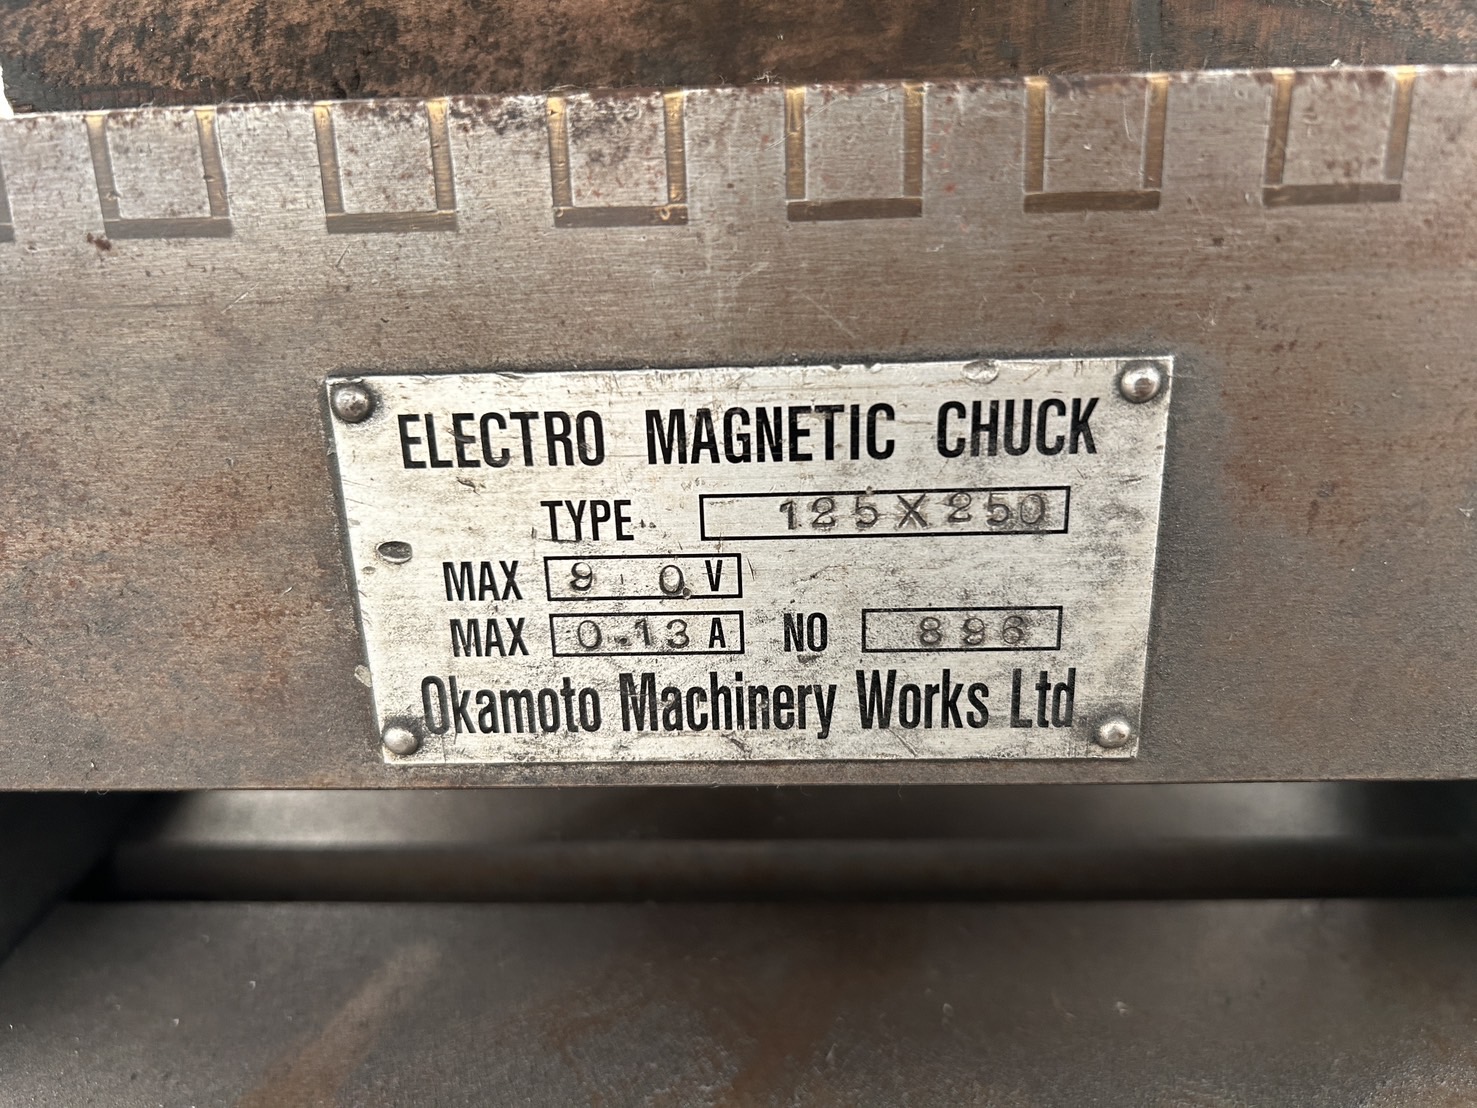 ELECTRO MAGNETIC CHUCK
TYPE 125X250
MAX 90V
MAX 0.13A NO 896
Okamoto Machinery Works Ltd